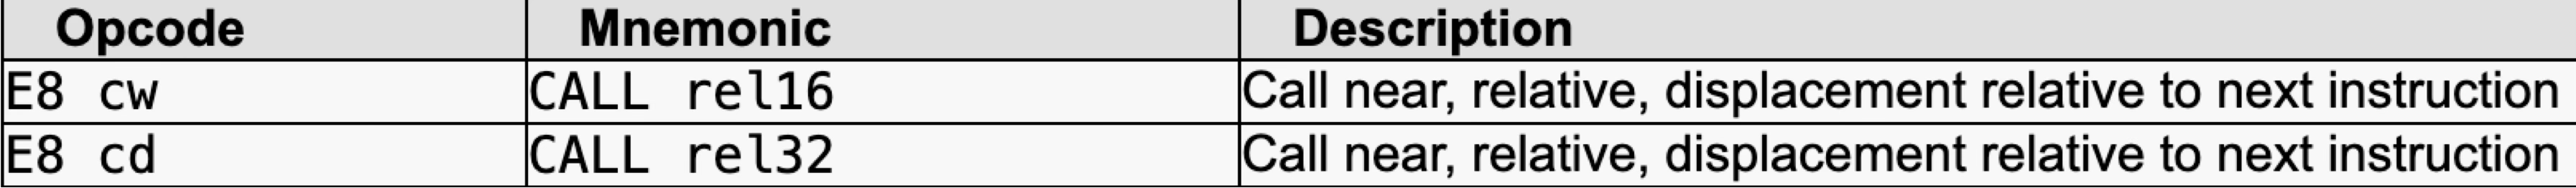 Opcode Mnemonic Description
E8 cw CALL rel16 Call near, relative, displacement relative to next instruction
E8 cd CALL rel32 Call near, relative, displacement relative to next instruction